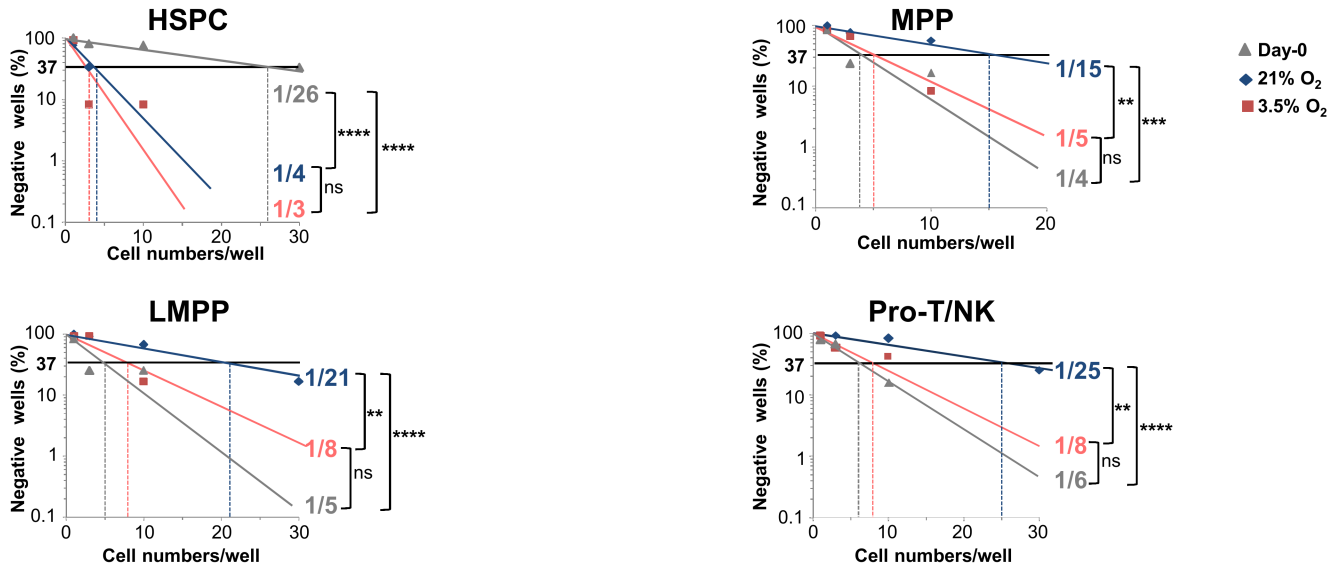 HSPC
Negative wells (%)
100
37
10
1
0.1
0 10 20 30
Cell numbers/well
1/26
1/4
1/3
****
ns
****
MPP
Negative wells (%)
100
37
10
1
0.1
0 10 20
Cell numbers/well
1/15
1/5
1/4
**
ns
***
Day-0
21% O₂
3.5% O₂
LMPP
Negative wells (%)
100
37
10
1
0.1
0 10 20 30
Cell numbers/well
1/21
1/8
1/5
**
ns
****
Pro-T/NK
Negative wells (%)
100
37
10
1
0.1
0 10 20 30
Cell numbers/well
1/25
1/8
1/6
**
ns
****